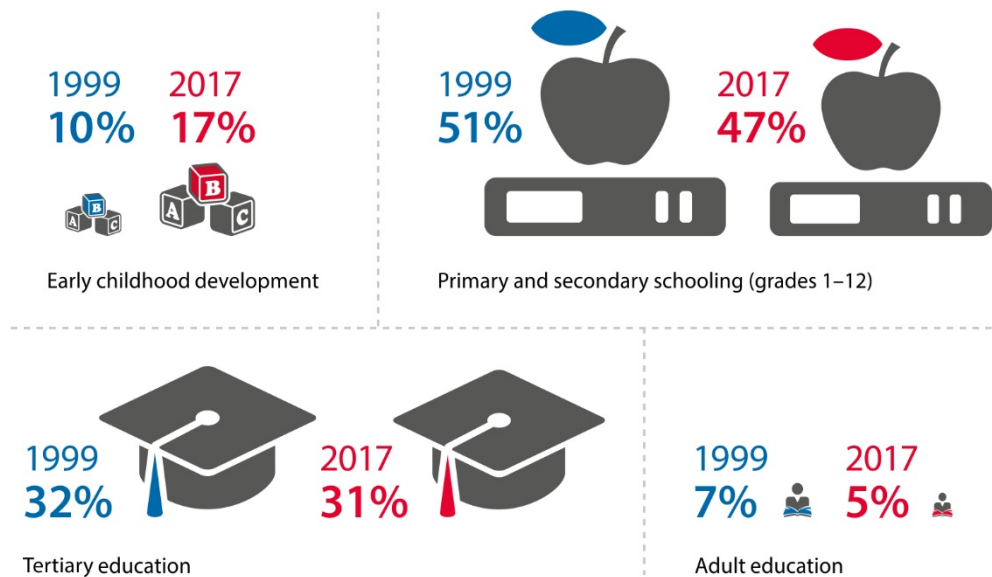 1999
10%
2017
17%
A
B
C
A
B
C
Early childhood development
1999
51%
2017
47%
Primary and secondary schooling (grades 1–12)
1999
32%
2017
31%
Tertiary education
1999
7%
2017
5%
Adult education